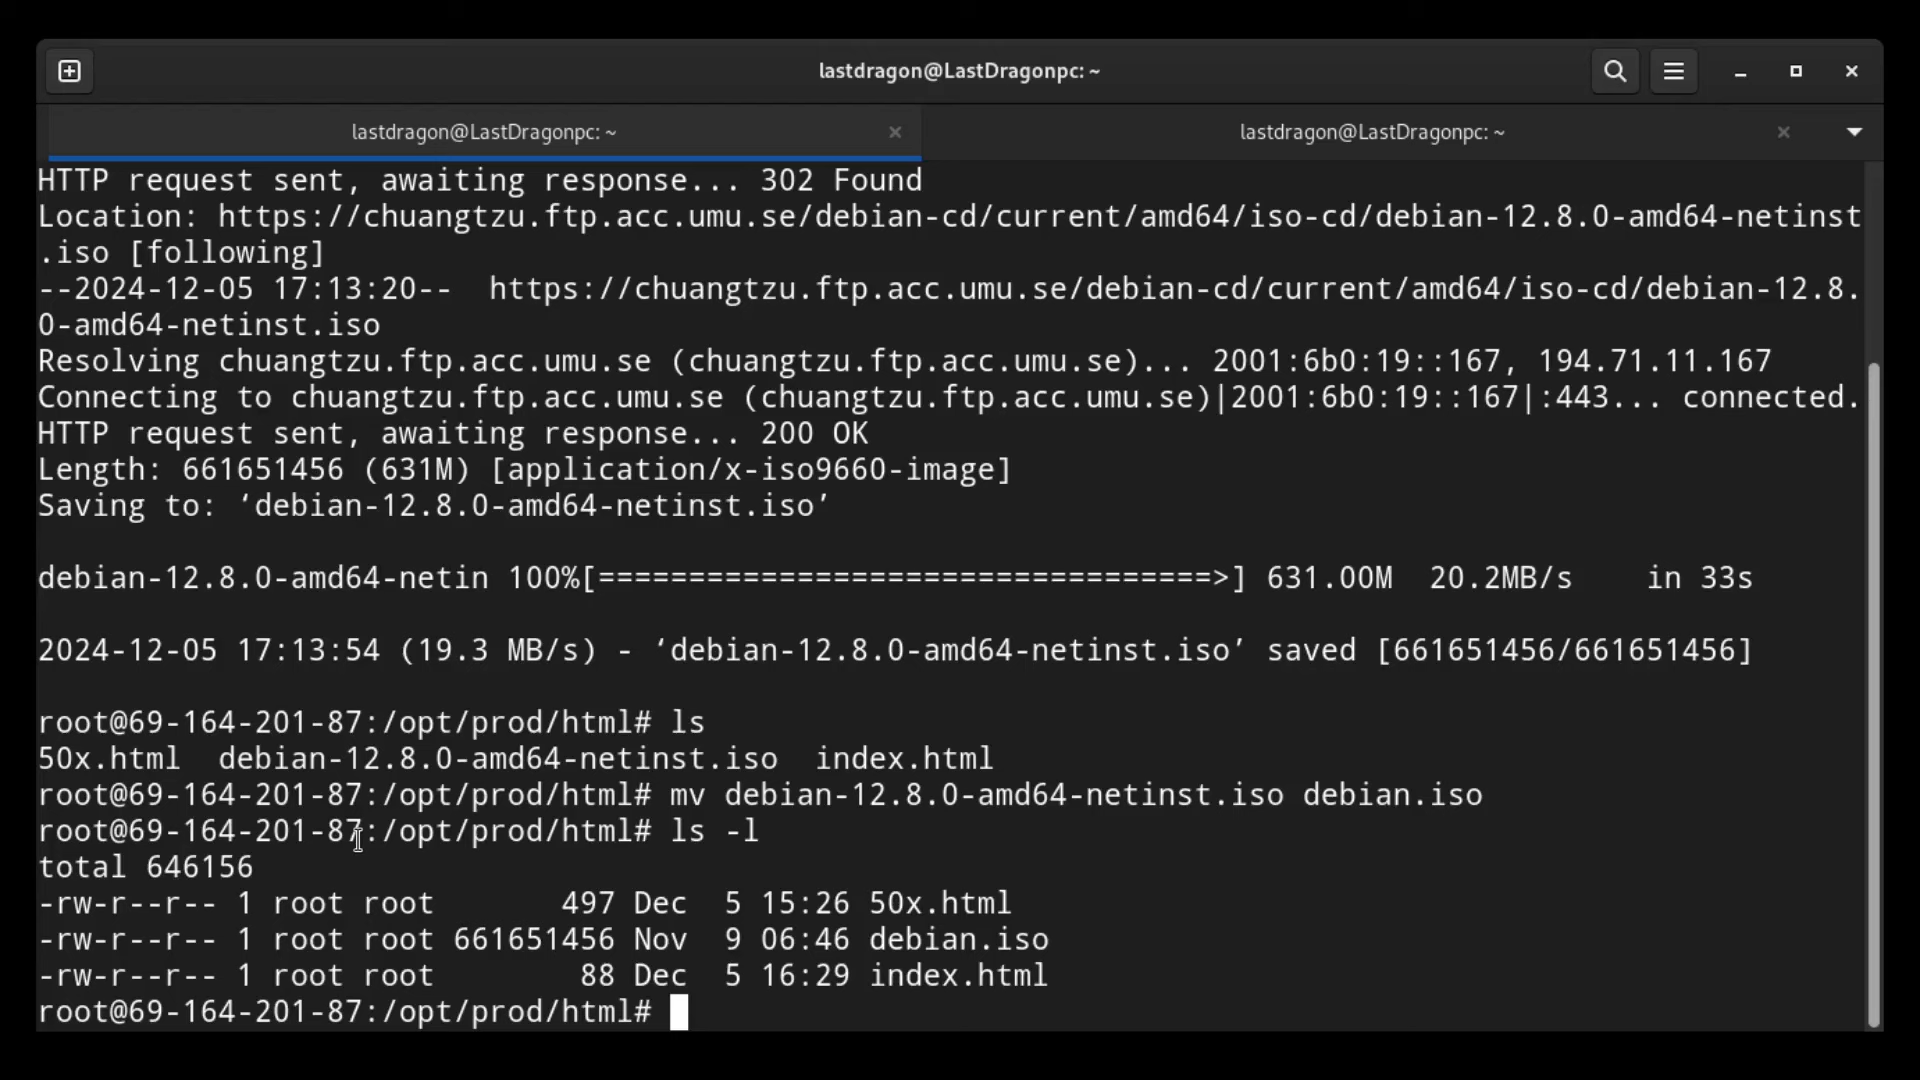 lastdragon@LastDragonpc: ~
lastdragon@LastDragonpc: ~
lastdragon@LastDragonpc: ~
HTTP request sent, awaiting response... 302 Found
Location: https://chuangtzu.ftp.acc.umu.se/debian-cd/current/amd64/iso-cd/debian-12.8.0-amd64-netinst
.iso [following]
--2024-12-05 17:13:20--  https://chuangtzu.ftp.acc.umu.se/debian-cd/current/amd64/iso-cd/debian-12.8.
0-amd64-netinst.iso
Resolving chuangtzu.ftp.acc.umu.se (chuangtzu.ftp.acc.umu.se)... 2001:6b0:19::167, 194.71.11.167
Connecting to chuangtzu.ftp.acc.umu.se (chuangtzu.ftp.acc.umu.se)|2001:6b0:19::167|:443... connected.
HTTP request sent, awaiting response... 200 OK
Length: 661651456 (631M) [application/x-iso9660-image]
Saving to: ‘debian-12.8.0-amd64-netinst.iso’
debian-12.8.0-amd64-netin 100%[==================================>] 631.00M  20.2MB/s    in 33s
2024-12-05 17:13:54 (19.3 MB/s) - ‘debian-12.8.0-amd64-netinst.iso’ saved [661651456/661651456]
root@69-164-201-87:/opt/prod/html# ls
50x.html  debian-12.8.0-amd64-netinst.iso  index.html
root@69-164-201-87:/opt/prod/html# mv debian-12.8.0-amd64-netinst.iso debian.iso
root@69-164-201-87:/opt/prod/html# ls -l
total 646156
-rw-r--r-- 1 root root       497 Dec  5 15:26 50x.html
-rw-r--r-- 1 root root 661651456 Nov  9 06:46 debian.iso
-rw-r--r-- 1 root root        88 Dec  5 16:29 index.html
root@69-164-201-87:/opt/prod/html#